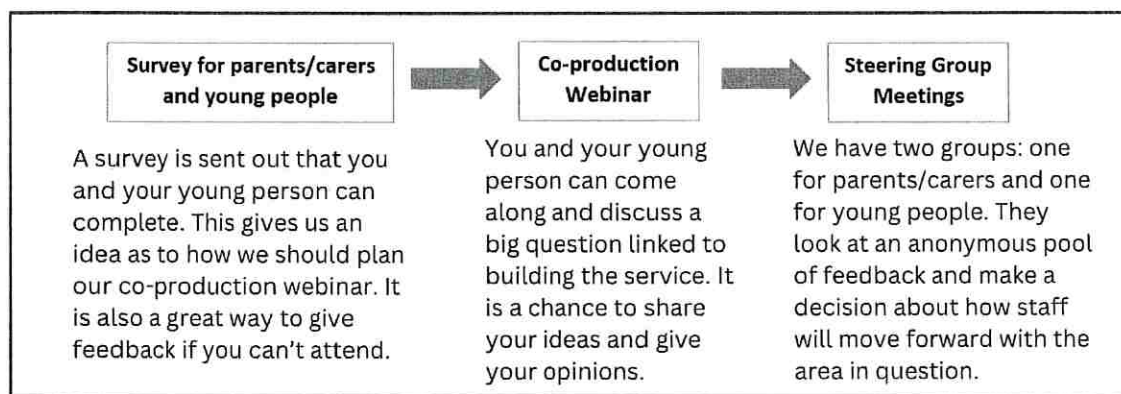 Survey for parents/carers
and young people
A survey is sent out that you
and your young person can
complete. This gives us an
idea as to how we should plan
our co-production webinar. It
is also a great way to give
feedback if you can't attend.
Co-production
Webinar
You and your young
person can come
along and discuss a
big question linked to
building the service. It
is a chance to share
your ideas and give
your opinions.
Steering Group
Meetings
We have two groups: one
for parents/carers and one
for young people. They
look at an anonymous pool
of feedback and make a
decision about how staff
will move forward with the
area in question.